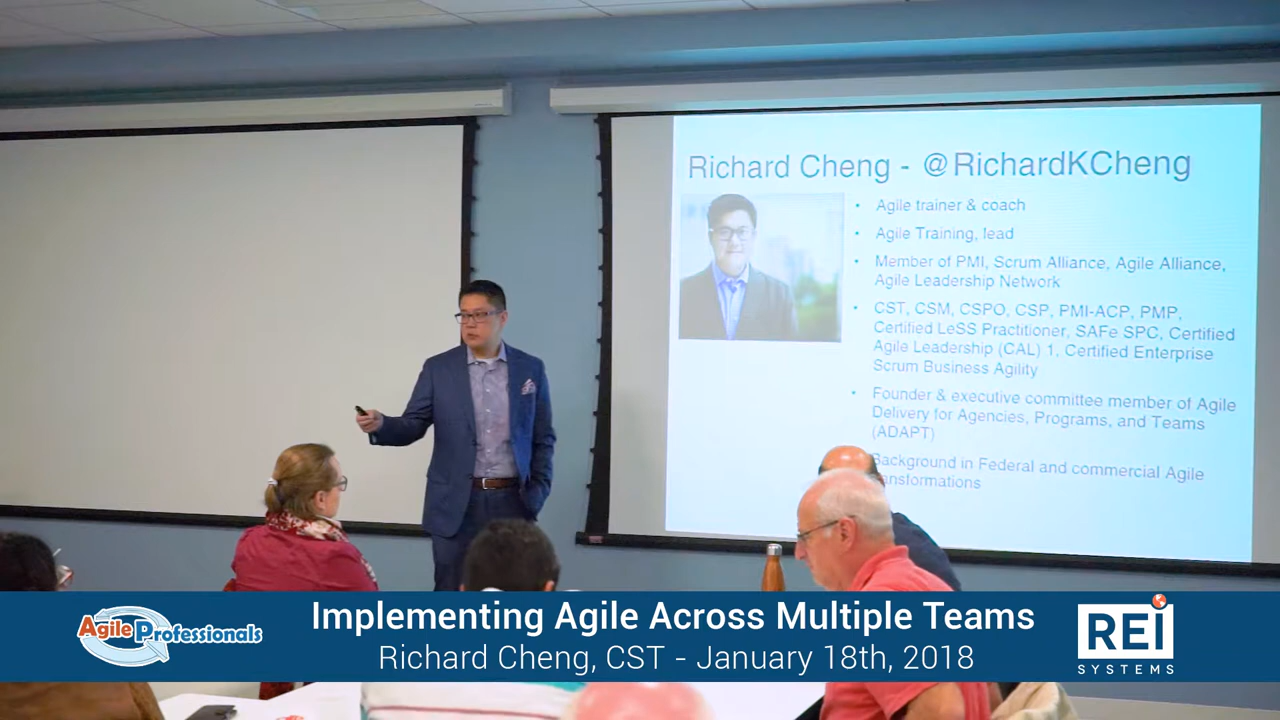 Richard Cheng - @RichardKCheng
• Agile trainer & coach
• Agile Training, lead
• Member of PMI, Scrum Alliance, Agile Alliance,
Agile Leadership Network
• CST, CSM, CSPO, CSP, PMI-ACP, PMP,
Certified LeSS Practitioner, SAFe SPC, Certified
Agile Leadership (CAL) 1, Certified Enterprise
Scrum Business Agility
• Founder & executive committee member of Agile
Delivery for Agencies, Programs, and Teams
(ADAPT)
Background in Federal and commercial Agile
ansformations
Agile Professionals
Implementing Agile Across Multiple Teams
Richard Cheng, CST - January 18th, 2018
REI
SYSTEMS